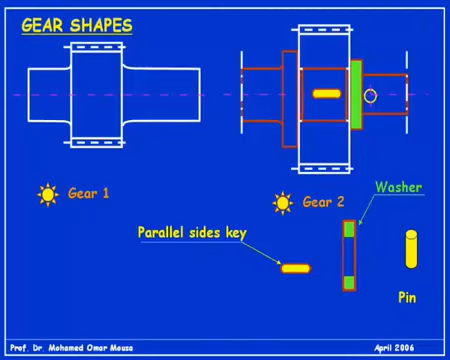 GEAR SHAPES
Gear 1
Gear 2
Washer
Parallel sides key
Pin
Prof. Dr. Mohamed Omar Mousa
April 2006